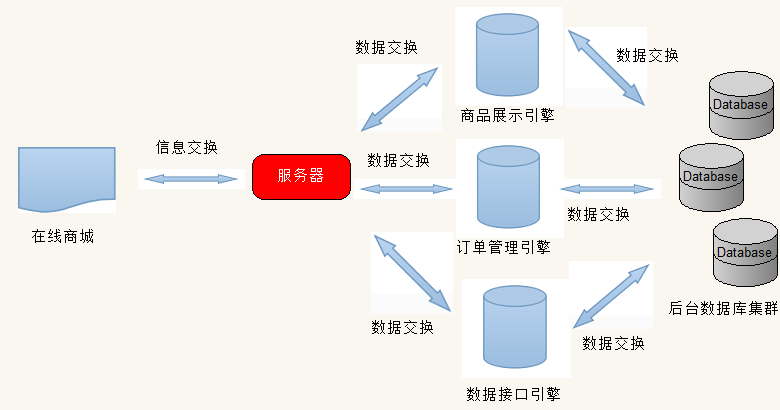 数据交换
数据交换
商品展示引擎
Database
信息交换
数据交换
服务器
Database
数据交换
在线商城
订单管理引擎
Database
后台数据库集群
数据交换
数据交换
数据接口引擎